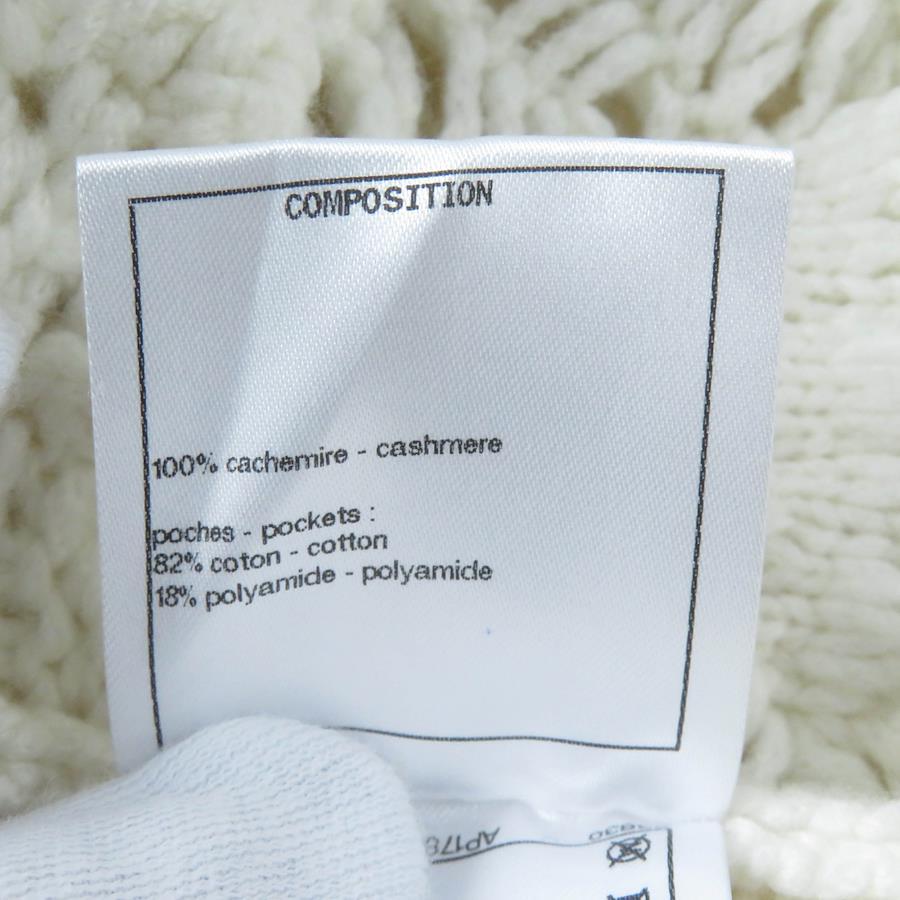 COMPOSITION
100% cachemire - cashmere
poches - pockets :
82% coton - cotton
18% polyamide - polyamide